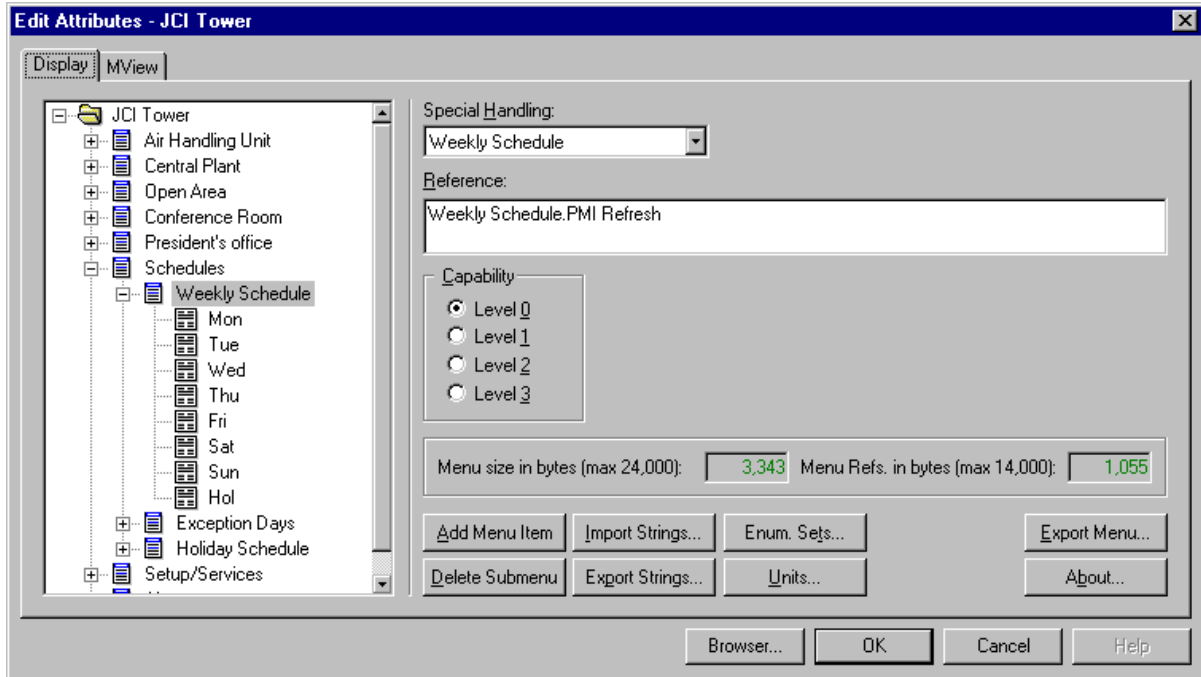 Edit Attributes - JCI Tower
Display
MView
JCI Tower
Air Handling Unit
Central Plant
Open Area
Conference Room
President's office
Schedules
Weekly Schedule
Mon
Tue
Wed
Thu
Fri
Sat
Sun
Hol
Exception Days
Holiday Schedule
Setup/Services
Special Handling:
Weekly Schedule
Reference:
Weekly Schedule.PMI Refresh
Capability
Level 0
Level 1
Level 2
Level 3
Menu size in bytes (max 24,000): 3,343 Menu Refs. in bytes (max 14,000): 1,055
Add Menu Item Import Strings... Enum. Sets... Export Menu...
Delete Submenu Export Strings... Units... About...
Browser... OK Cancel Help